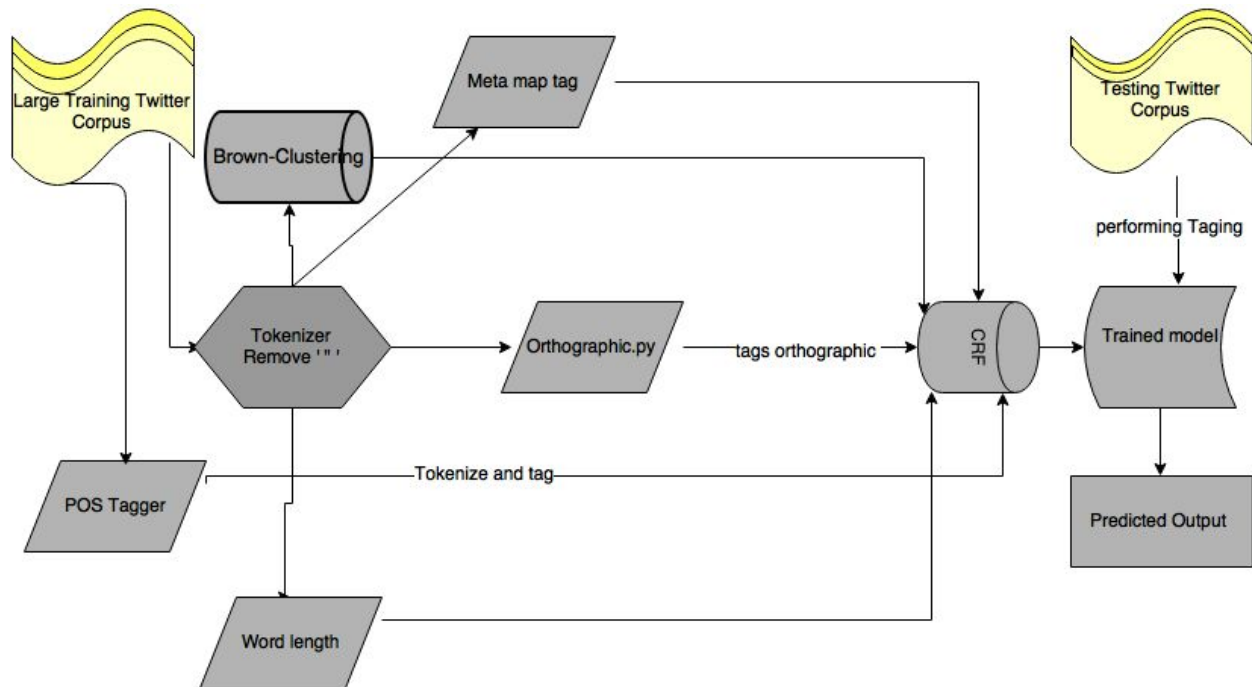 Large Training Twitter
Corpus
Meta map tag
Testing Twitter
Corpus
Brown-Clustering
performing Taging
Tokenizer
Remove ' " '
Orthographic.py
tags orthographic
CRF
Trained model
POS Tagger
Tokenize and tag
Predicted Output
Word length